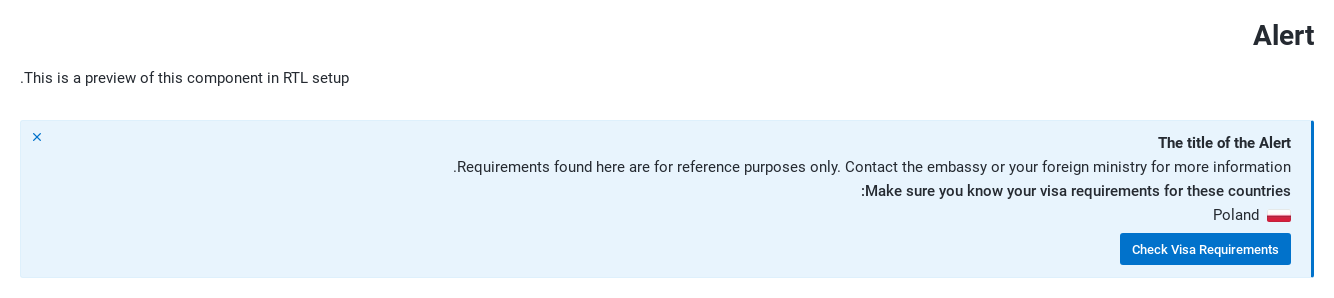 Alert
.This is a preview of this component in RTL setup
The title of the Alert
.Requirements found here are for reference purposes only. Contact the embassy or your foreign ministry for more information
:Make sure you know your visa requirements for these countries
Poland
Check Visa Requirements